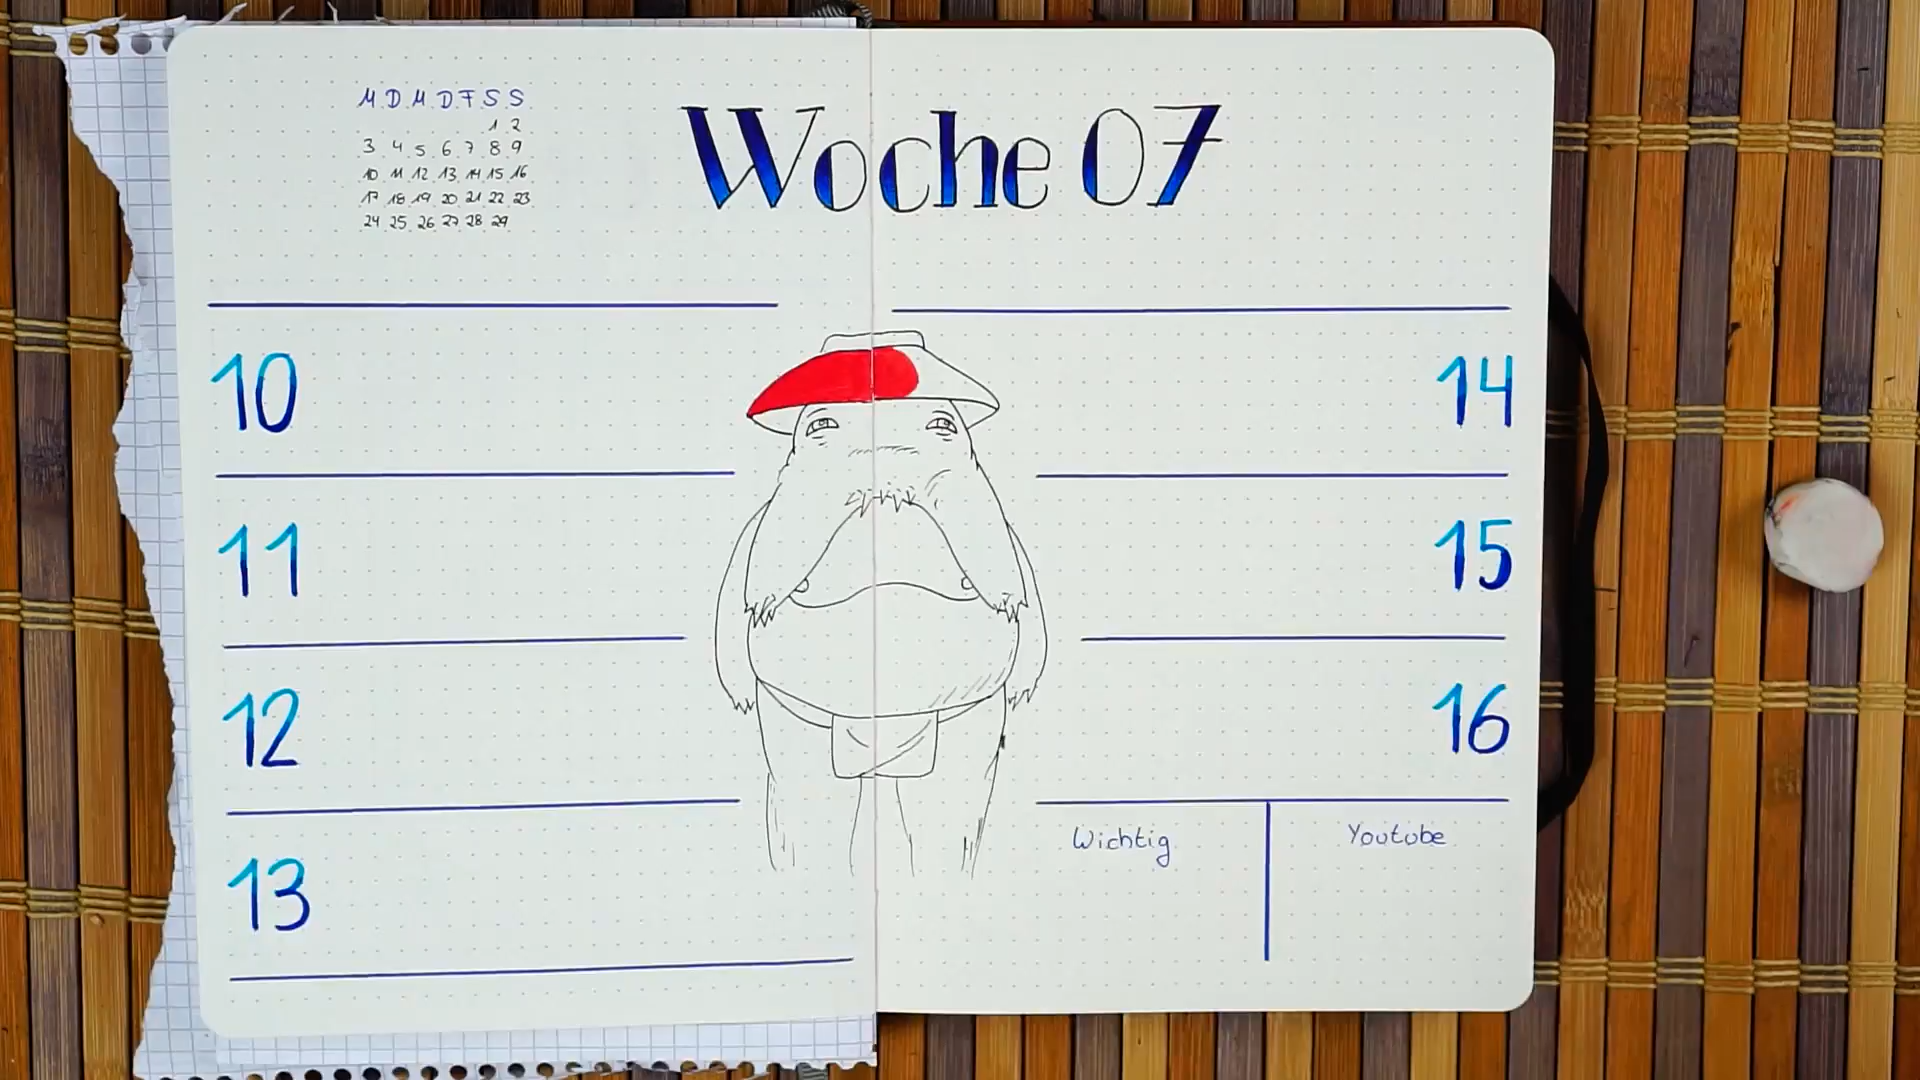 M D M D F S S
1 2
3 4 5 6 7 8 9
10 11 12 13 14 15 16
17 18 19 20 21 22 23
24 25 26 27 28 29
Woche 07
10
11
12
13
14
15
16
Wichtig
Youtube